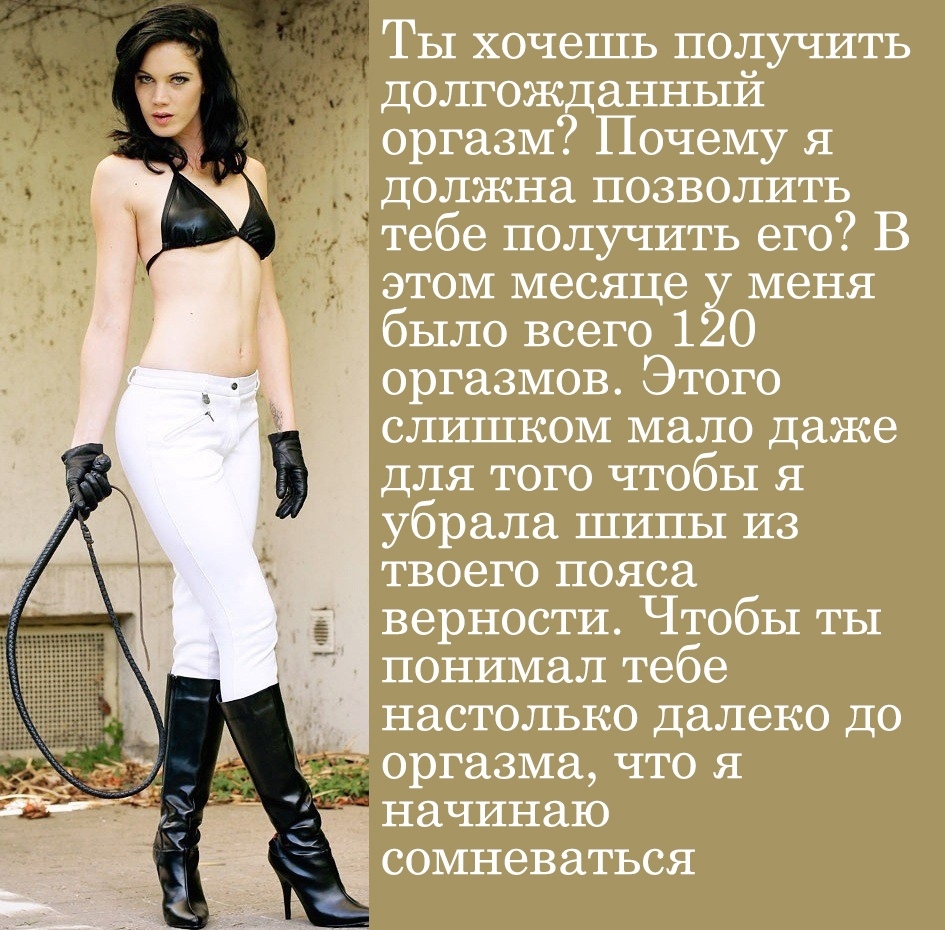 Ты хочешь получить
долгожданный
оргазм? Почему я
должна позволить
тебе получить его? В
этом месяце у меня
было всего 120
оргазмов. Этого
слишком мало даже
для того чтобы я
убрала шипы из
твоего пояса
верности. Чтобы ты
понимал тебе
настолько далеко до
оргазма, что я
начинаю
сомневаться